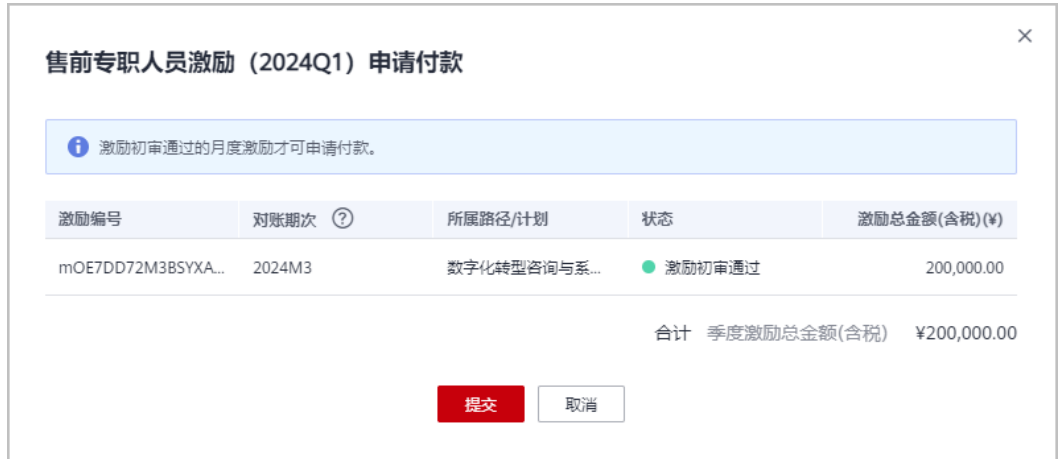 售前专职人员激励（2024Q1）申请付款
激励初审通过的月度激励才可申请付款。
激励编号 对账期次 所属路径/计划 状态 激励总金额(含税)(¥)
mOE7DD72M3BSYXA... 2024M3 数字化转型咨询与系... 激励初审通过 200,000.00
合计 季度激励总金额(含税) ¥200,000.00
提交 取消